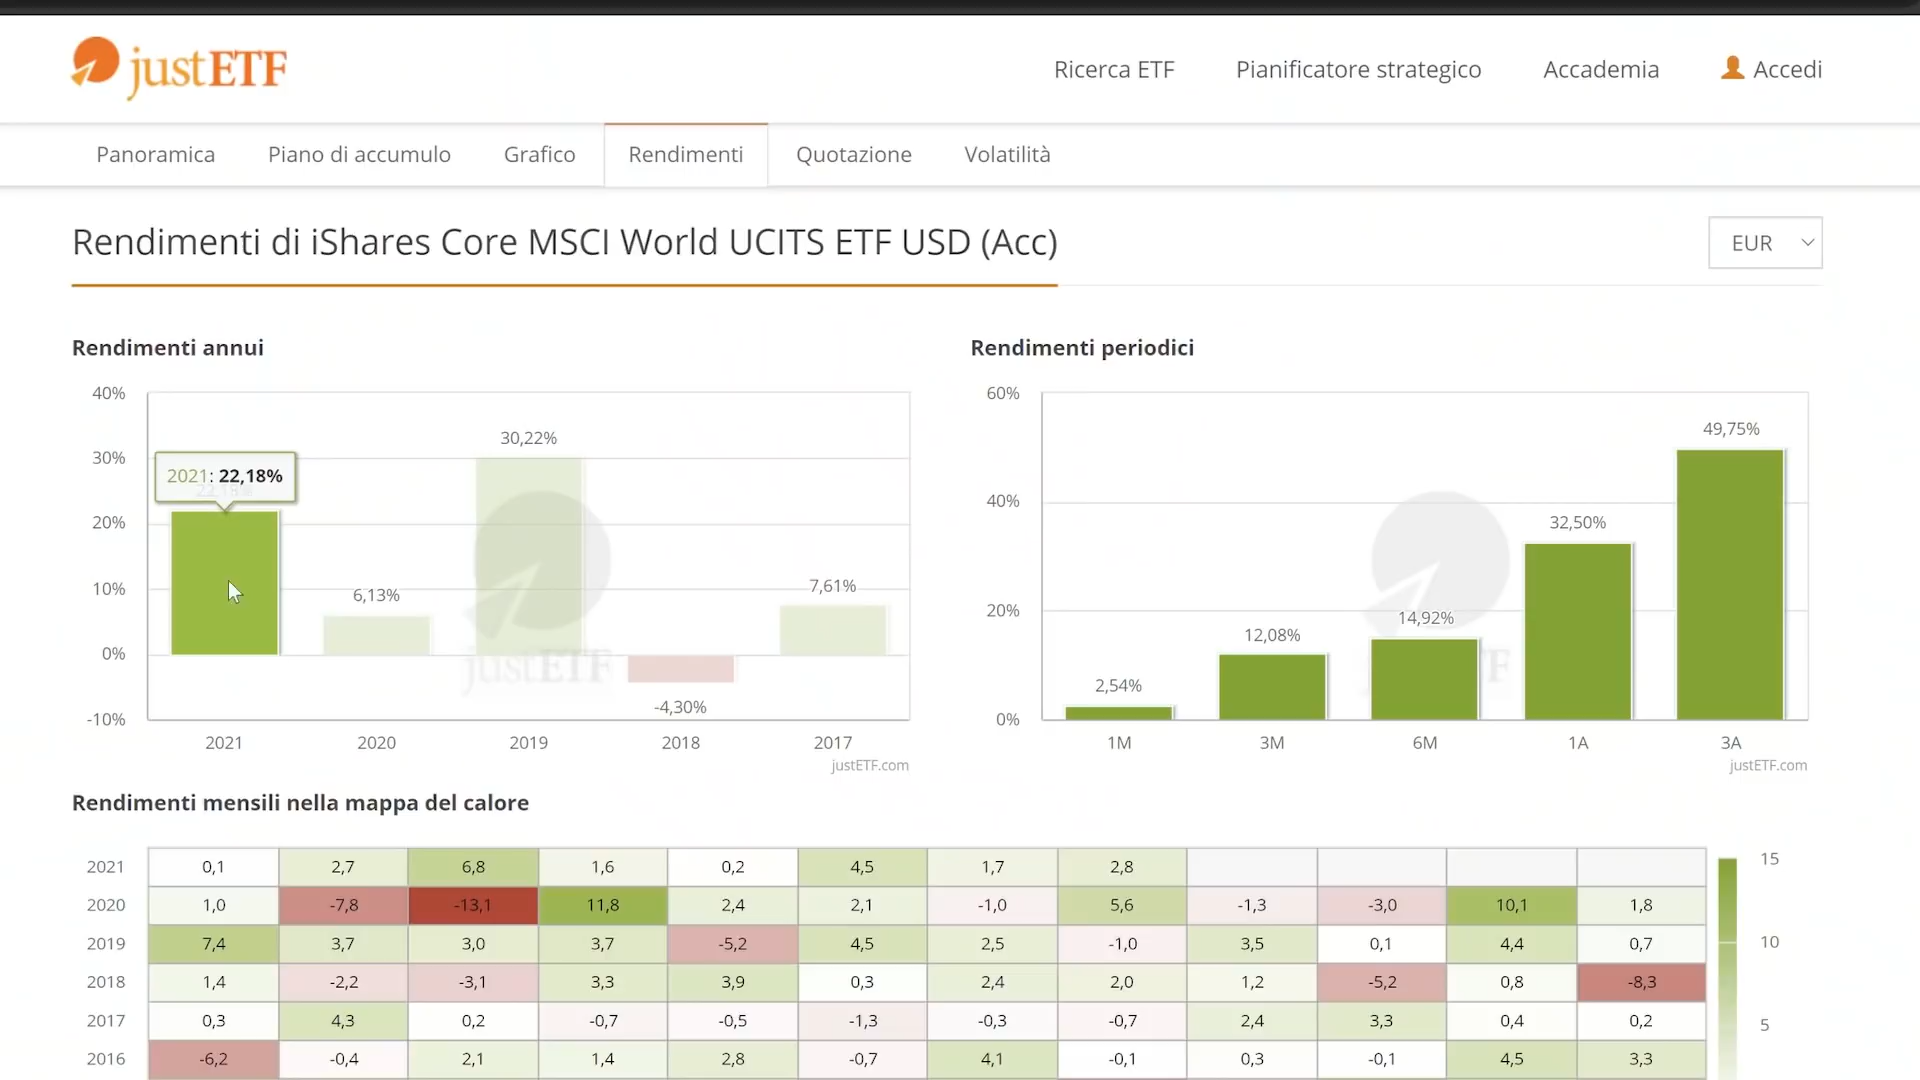 justETF
Ricerca ETF Pianificatore strategico Accademia Accedi
Panoramica Piano di accumulo Grafico Rendimenti Quotazione Volatilità
Rendimenti di iShares Core MSCI World UCITS ETF USD (Acc)
EUR
Rendimenti annui
40%
30%
20%
10%
0%
-10%
2021: 22,18%
22,18%
6,13%
30,22%
-4,30%
7,61%
justETF
2021 2020 2019 2018 2017
justETF.com
Rendimenti periodici
60%
40%
20%
0%
2,54%
12,08%
14,92%
32,50%
49,75%
1M 3M 6M 1A 3A
justETF.com
Rendimenti mensili nella mappa del calore
2021 0,1 2,7 6,8 1,6 0,2 4,5 1,7 2,8
2020 1,0 -7,8 -13,1 11,8 2,4 2,1 -1,0 5,6 -1,3 -3,0 10,1 1,8
2019 7,4 3,7 3,0 3,7 -5,2 4,5 2,5 -1,0 3,5 0,1 4,4 0,7
2018 1,4 -2,2 -3,1 3,3 3,9 0,3 2,4 2,0 1,2 -5,2 0,8 -8,3
2017 0,3 4,3 0,2 -0,7 -0,5 -1,3 -0,3 -0,7 2,4 3,3 0,4 0,2
2016 -6,2 -0,4 2,1 1,4 2,8 -0,7 4,1 -0,1 0,3 -0,1 4,5 3,3
15
10
5